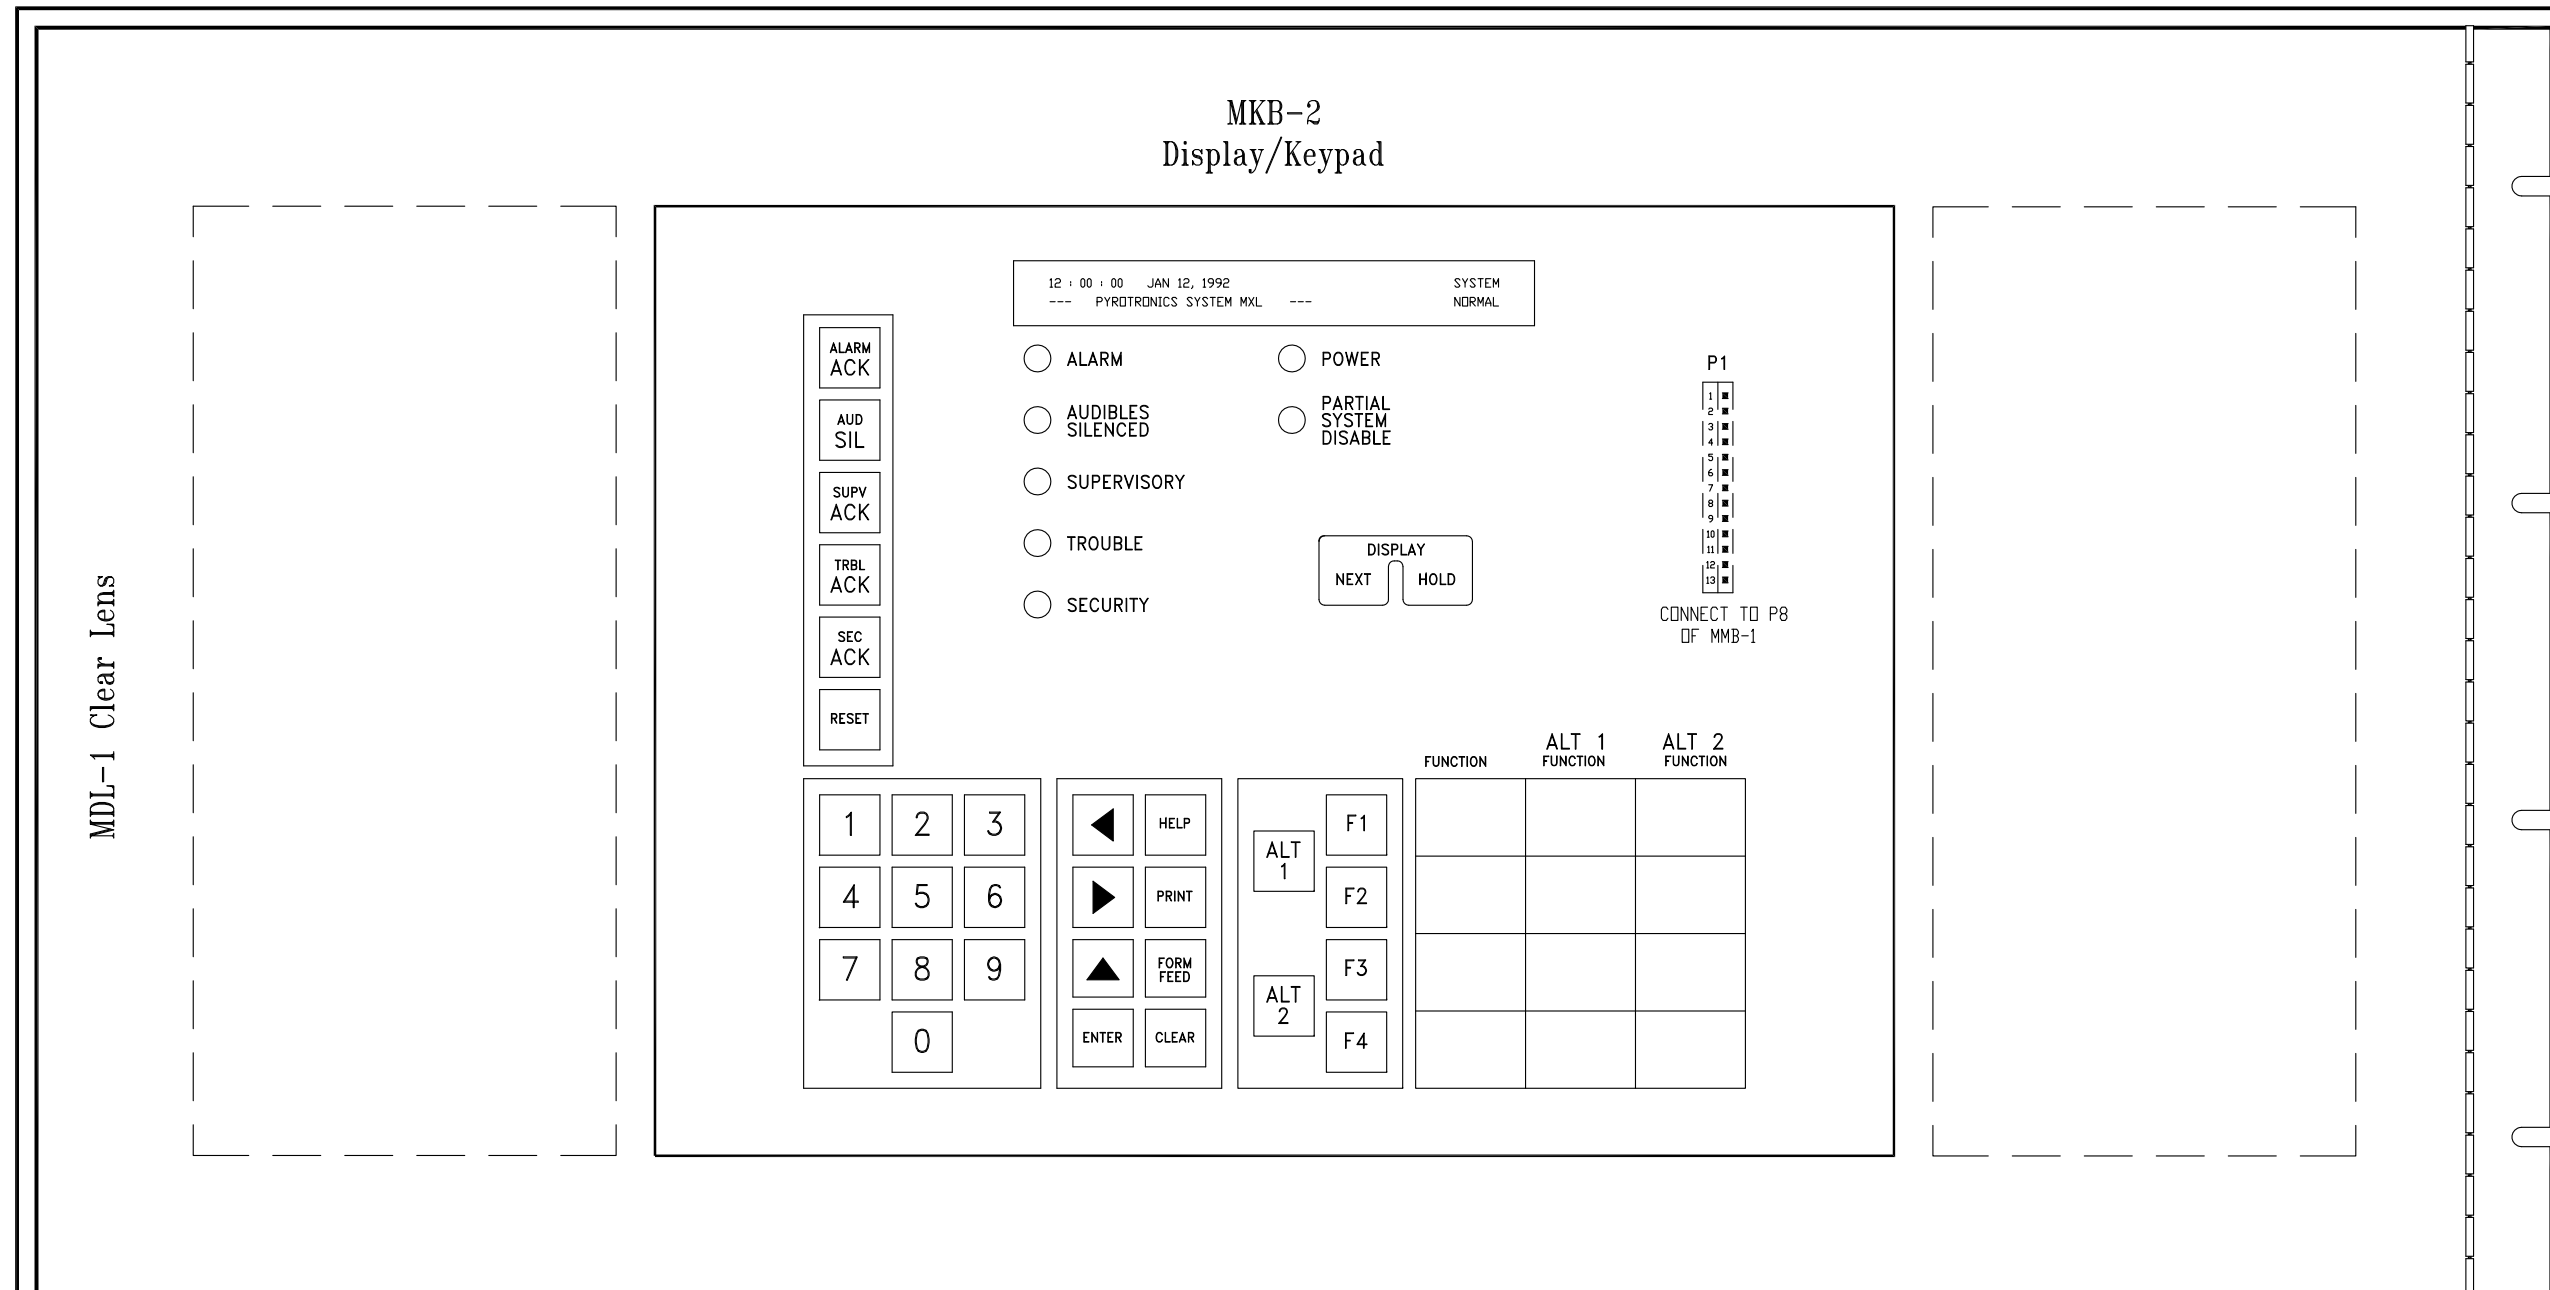 MKB-2
Display/Keypad
MDL-1 Clear Lens
12 : 00 : 00 JAN 12, 1992 SYSTEM
--- PYROTRONICS SYSTEM MXL --- NORMAL
ALARM
ACK
AUD
SIL
SUPV
ACK
TRBL
ACK
SEC
ACK
RESET
ALARM
AUDIBLES
SILENCED
SUPERVISORY
TROUBLE
SECURITY
POWER
PARTIAL
SYSTEM
DISABLE
DISPLAY
NEXT HOLD
P1
1
2
3
4
5
6
7
8
9
10
11
12
13
CONNECT TO P8
OF MMB-1
1 2 3
4 5 6
7 8 9
0
HELP
PRINT
FORM
FEED
ENTER CLEAR
ALT
1
ALT
2
F1
F2
F3
F4
FUNCTION
ALT 1
FUNCTION
ALT 2
FUNCTION